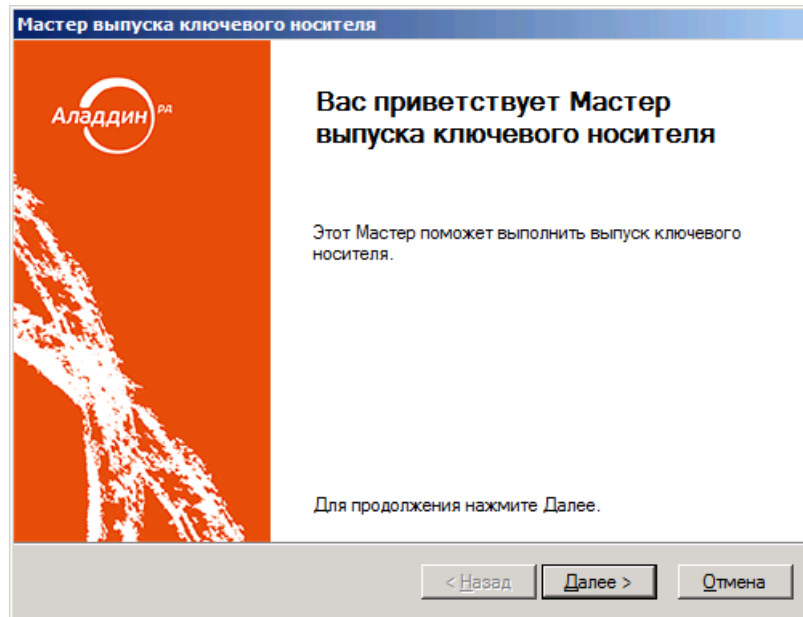 Мастер выпуска ключевого носителя
Аладдин РД
Вас приветствует Мастер
выпуска ключевого носителя
Этот Мастер поможет выполнить выпуск ключевого
носителя.
Для продолжения нажмите Далее.
< Назад
Далее >
Отмена